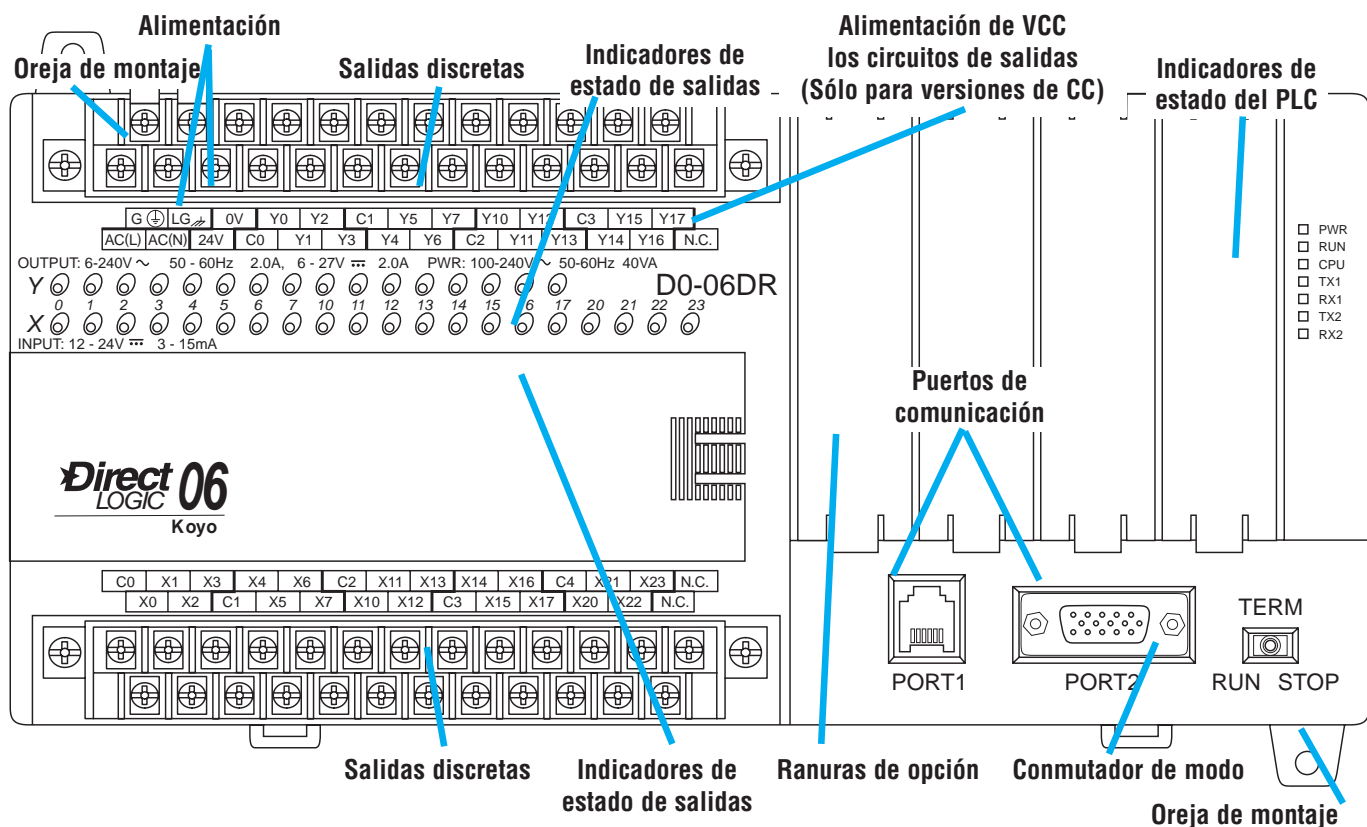 Alimentación
Oreja de montaje
Salidas discretas
Indicadores de
estado de salidas
Alimentación de VCC
los circuitos de salidas
(Sólo para versiones de CC)
Indicadores de
estado del PLC
G LG 0V Y0 Y2 C1 Y5 Y7 Y10 Y12 C3 Y15 Y17
AC(L) AC(N) 24V C0 Y1 Y3 Y4 Y6 C2 Y11 Y13 Y14 Y16 N.C.
OUTPUT: 6-240V ~ 50 - 60Hz 2.0A, 6 - 27V ⎓ 2.0A PWR: 100-240V ~ 50-60Hz 40VA
Y D0-06DR
0 1 2 3 4 5 6 7 10 11 12 13 14 15 16 17 20 21 22 23
X
INPUT: 12 - 24V ⎓ 3 - 15mA
PWR
RUN
CPU
TX1
RX1
TX2
RX2
Puertos de
comunicación
Direct
LOGIC 06
Koyo
C0 X1 X3 X4 X6 C2 X11 X13 X14 X16 C4 X21 X23 N.C.
X0 X2 C1 X5 X7 X10 X12 C3 X15 X17 X20 X22 N.C.
TERM
PORT1
PORT2
RUN STOP
Salidas discretas
Indicadores de
estado de salidas
Ranuras de opción
Conmutador de modo
Oreja de montaje